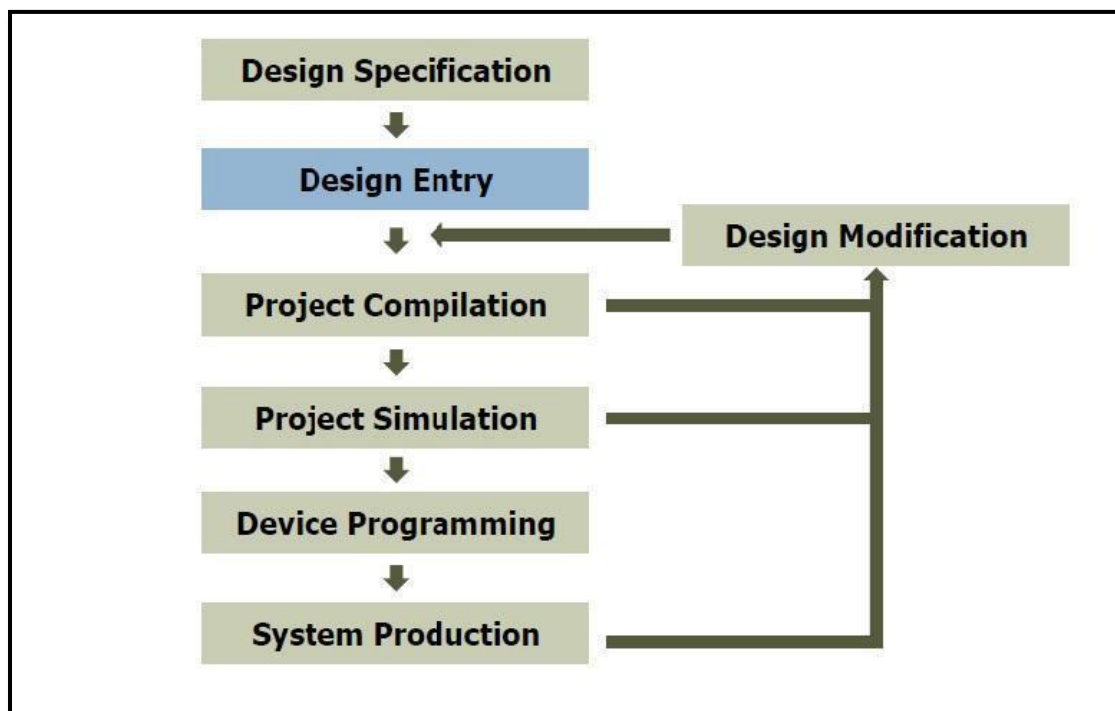 Design Specification
Design Entry
Design Modification
Project Compilation
Project Simulation
Device Programming
System Production